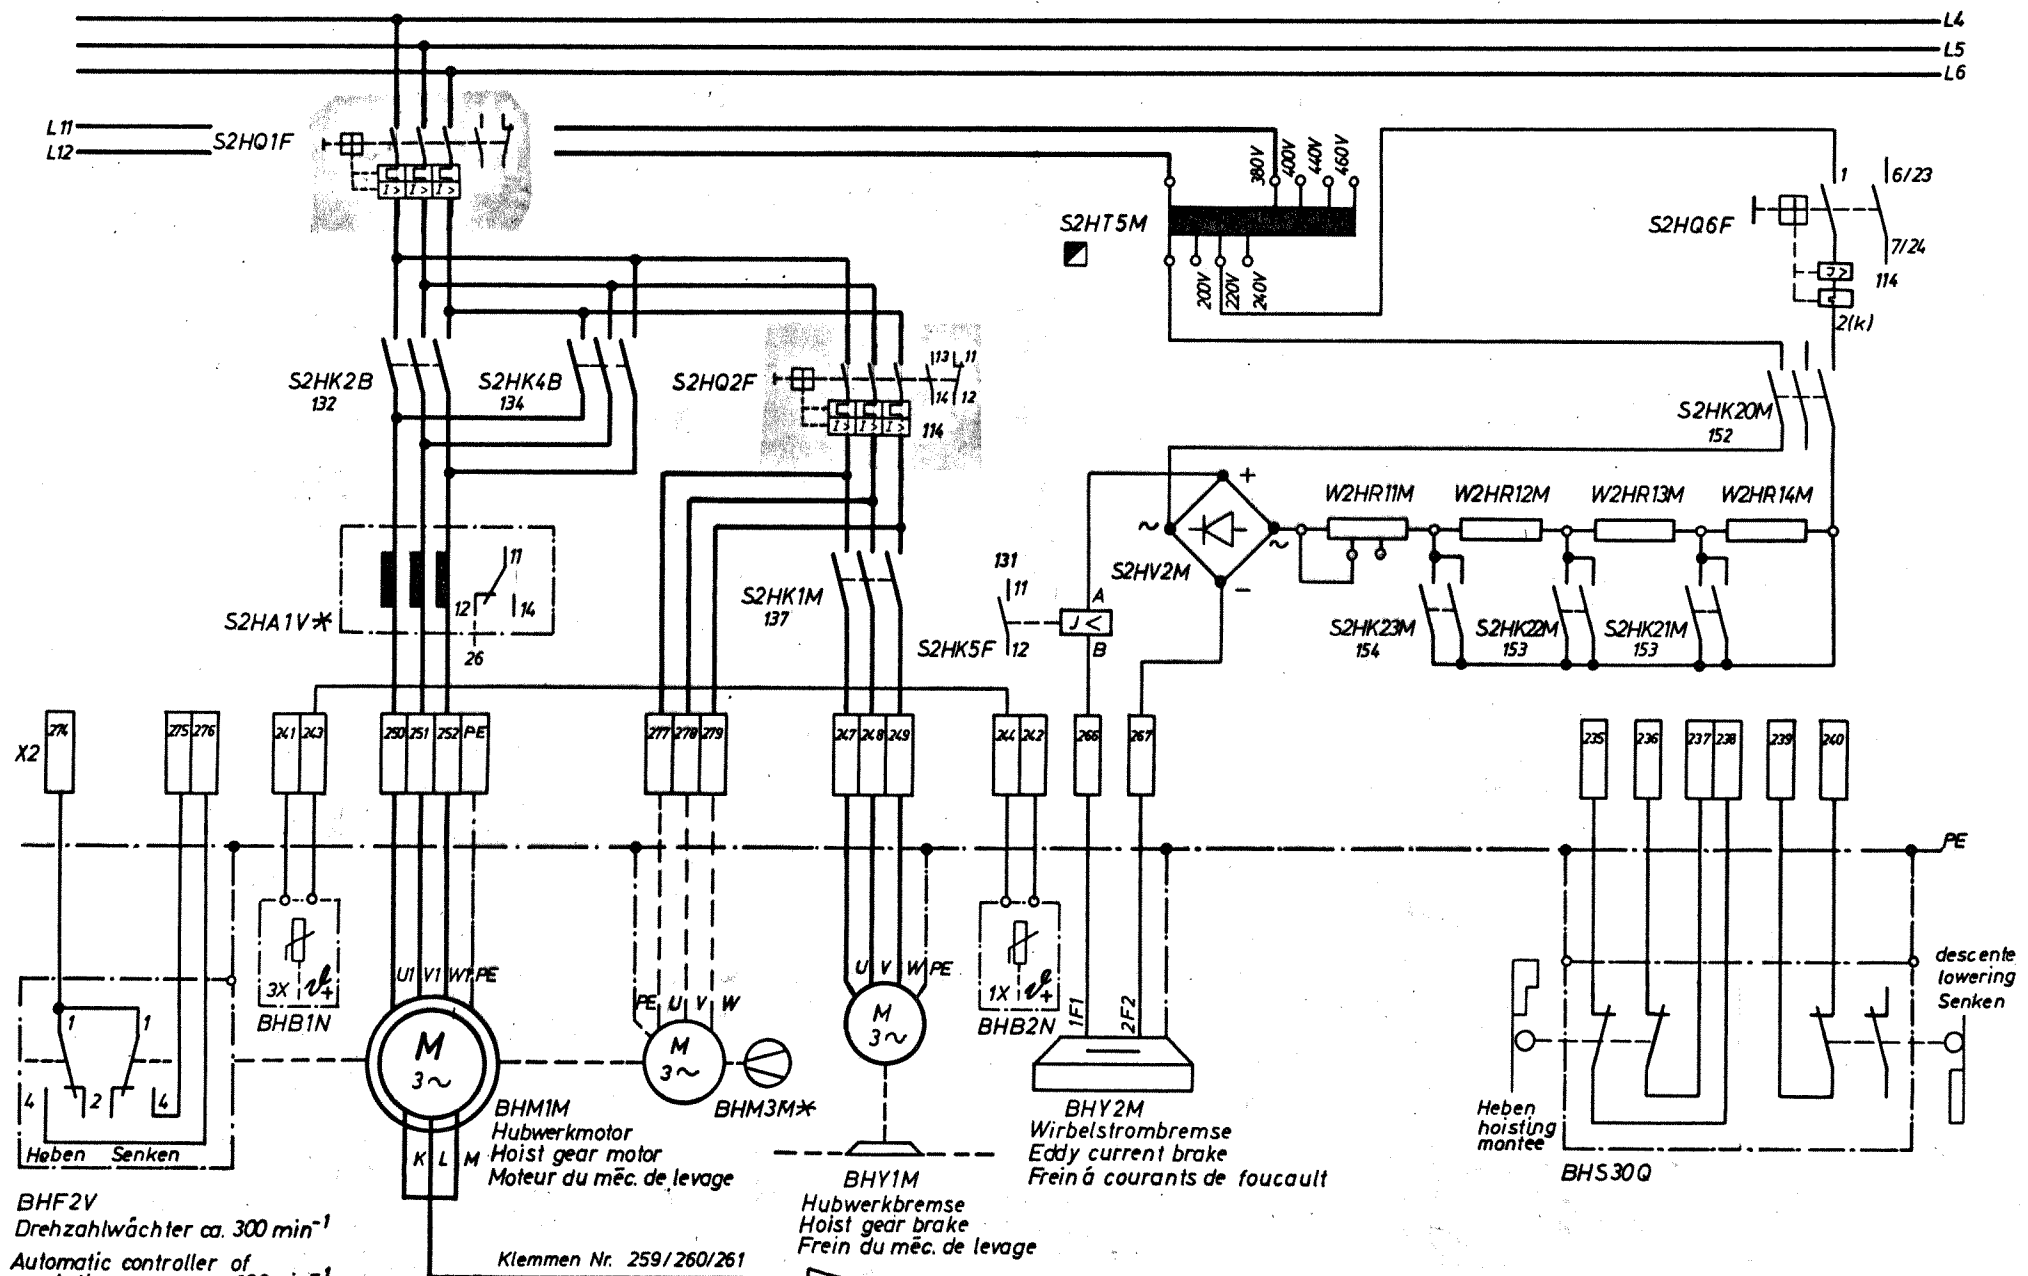 L4
L5
L6
L11
L12
S2HQ1F
I> I> I>
380V 400V 440V 460V
S2HT5M
200V 220V 240V
1
6/23
S2HQ6F
7/24
J>
114
2(k)
S2HK2B
132
S2HK4B
134
S2HQ2F
13 11
14 12
I> I> I>
114
S2HK20M
152
S2HA1V*
11
12
14
26
S2HK1M
137
131
11
S2HK5F
12
A
J<
B
+
~
~
−
S2HV2M
W2HR11M
W2HR12M
W2HR13M
W2HR14M
S2HK23M
154
S2HK22M
153
S2HK21M
153
X2
274
275 276
241 243
250 251 252 PE
277 278 279
247 248 249
244 242
266
267
235
236
237 238
239
240
PE
1 1
4 2 4
Heben Senken
3X ϑ+
BHB1N
U1 V1 W1 PE
M
3~
K L M
PE U V W
M
3~
BHM3M*
U V W PE
M
3~
1X ϑ+
BHB2N
1F1
2F2
descente
lowering
Senken
Heben
hoisting
montée
BHS30Q
BHM1M
Hubwerkmotor
Hoist gear motor
Moteur du méc. de levage
BHY1M
Hubwerkbremse
Hoist gear brake
Frein du méc. de levage
BHY2M
Wirbelstrombremse
Eddy current brake
Frein á courants de foucault
BHF2V
Drehzahlwächter ca. 300 min⁻¹
Automatic controller of
Klemmen Nr. 259/260/261